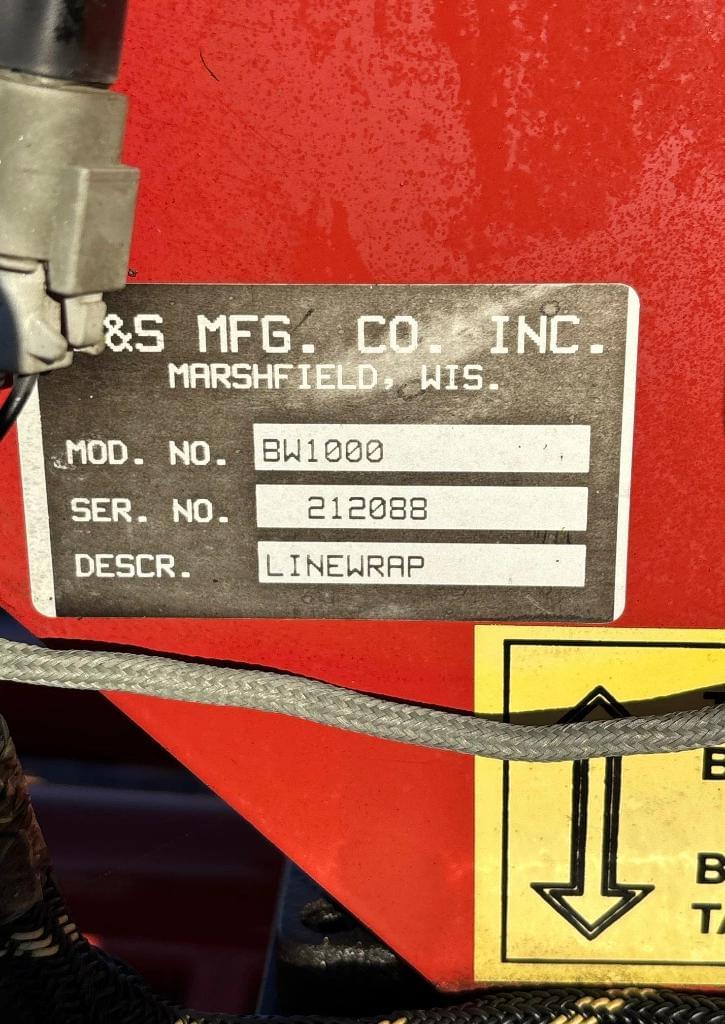 &S MFG. CO. INC.
MARSHFIELD, WIS.
MOD. NO. BW1000
SER. NO. 212088
DESCR. LINEWRAP